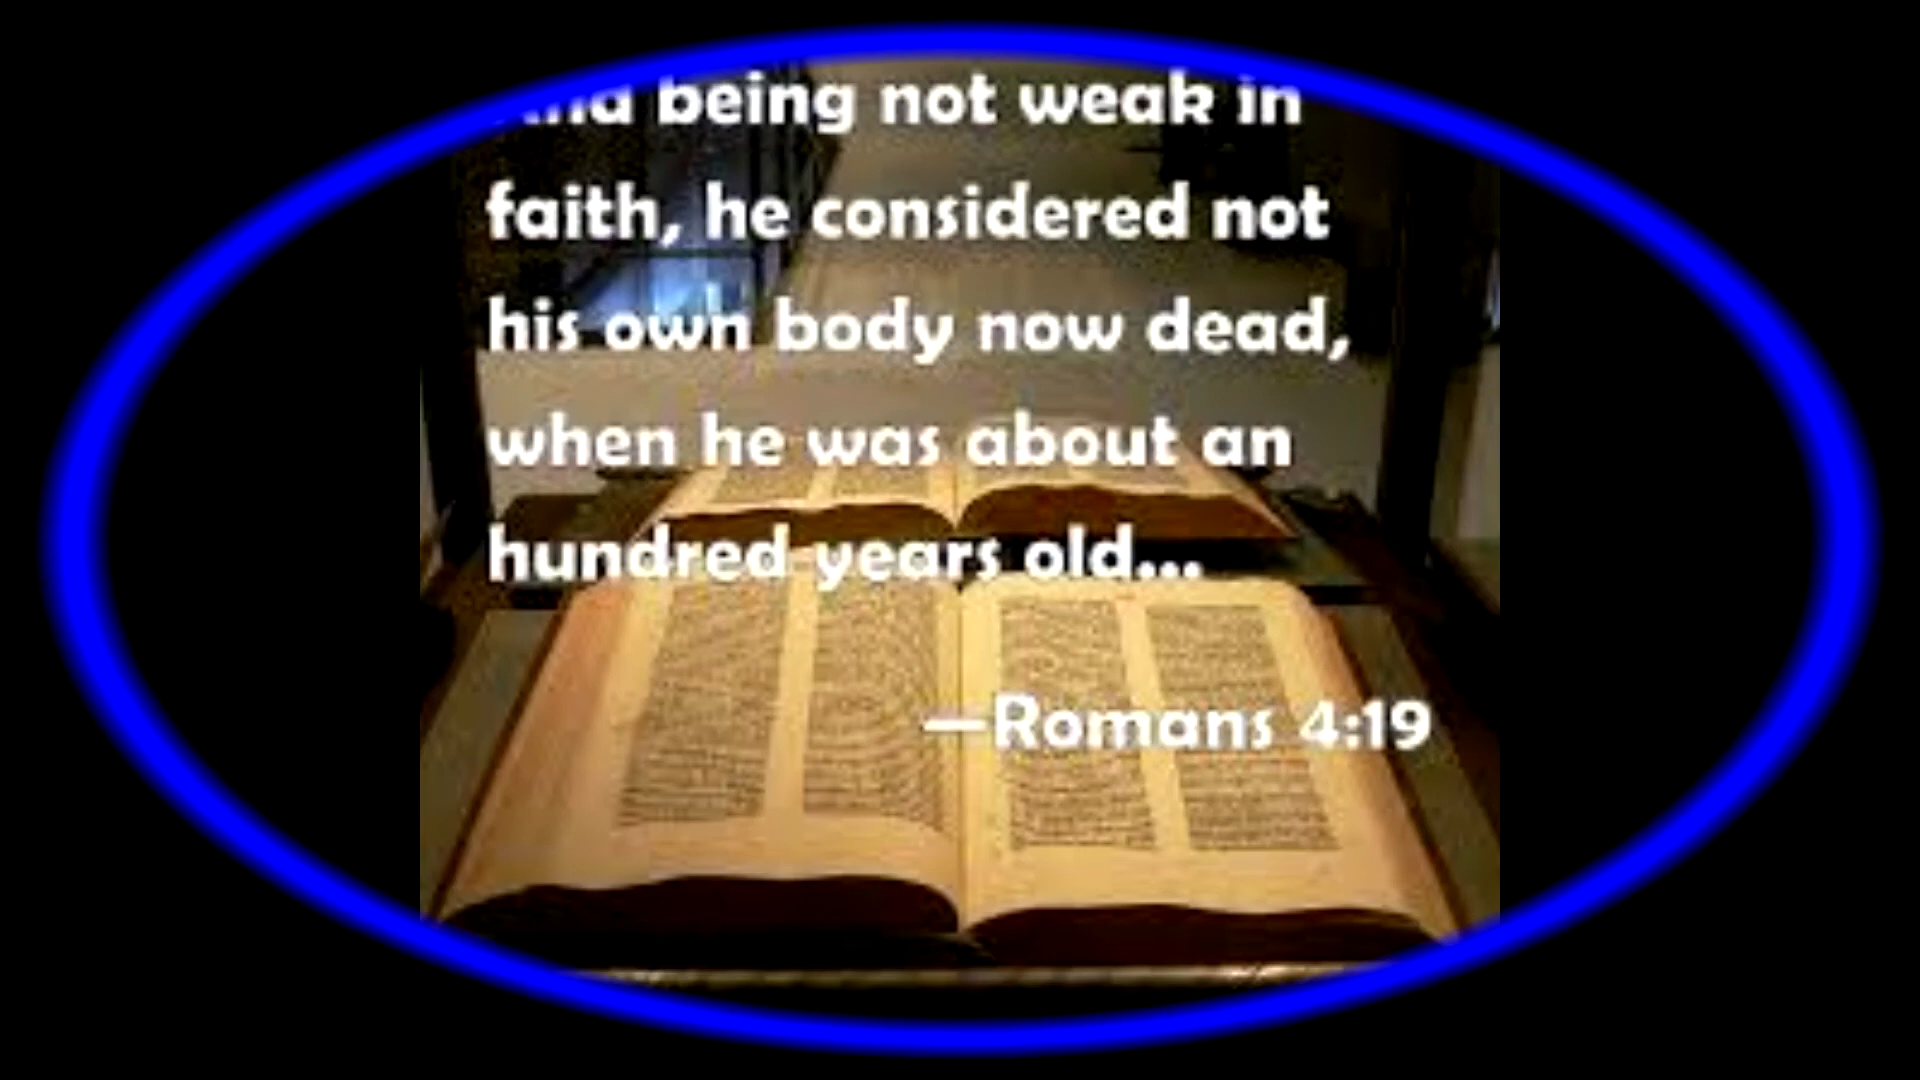 And being not weak in
faith, he considered not
his own body now dead,
when he was about an
hundred years old...
—Romans 4:19